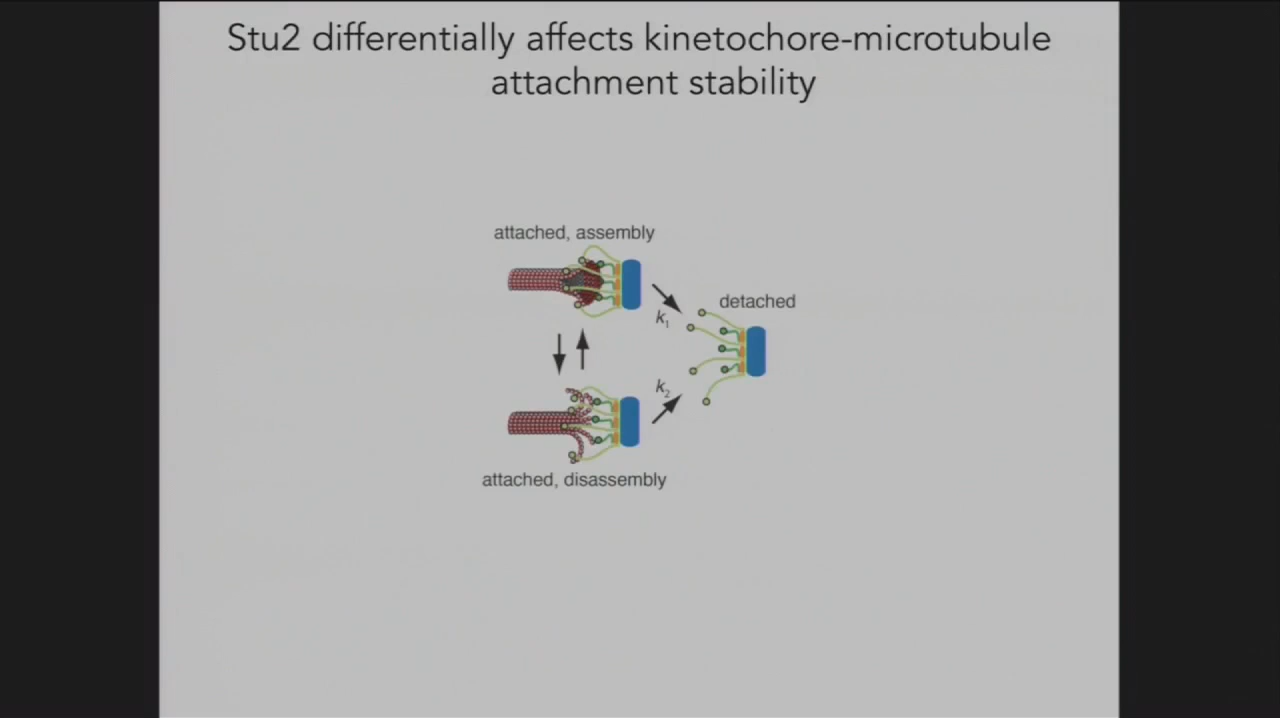 Stu2 differentially affects kinetochore-microtubule
attachment stability
attached, assembly
k1
detached
k2
attached, disassembly